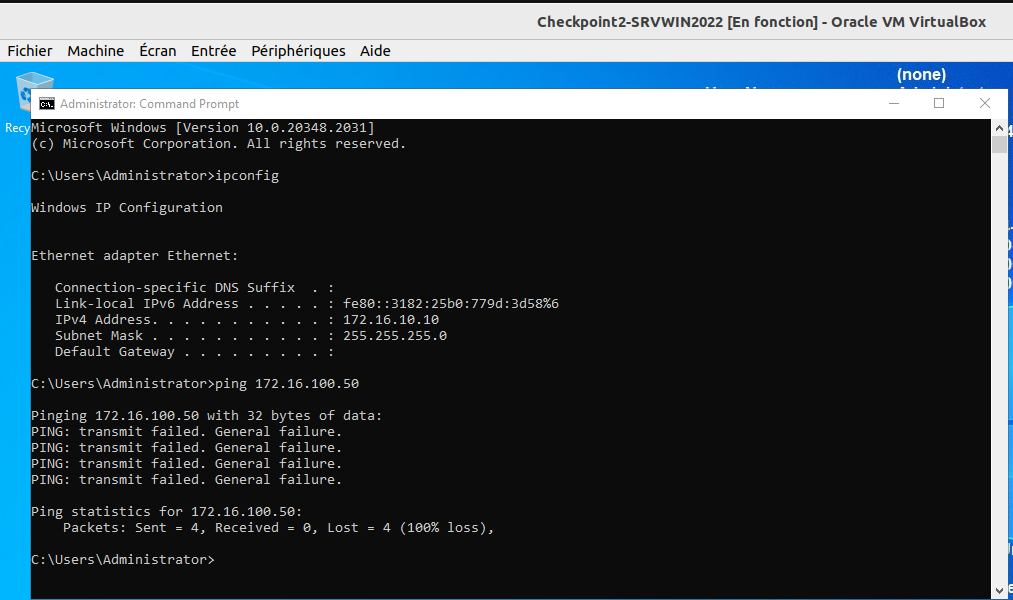 Checkpoint2-SRVWIN2022 [En fonction] - Oracle VM VirtualBox
Fichier Machine Écran Entrée Périphériques Aide
(none)
Administrator: Command Prompt
Recy
Microsoft Windows [Version 10.0.20348.2031]
(c) Microsoft Corporation. All rights reserved.
C:\Users\Administrator>ipconfig
Windows IP Configuration
Ethernet adapter Ethernet:
Connection-specific DNS Suffix  . :
Link-local IPv6 Address . . . . . : fe80::3182:25b0:779d:3d58%6
IPv4 Address. . . . . . . . . . . : 172.16.10.10
Subnet Mask . . . . . . . . . . . : 255.255.255.0
Default Gateway . . . . . . . . . :
C:\Users\Administrator>ping 172.16.100.50
Pinging 172.16.100.50 with 32 bytes of data:
PING: transmit failed. General failure.
PING: transmit failed. General failure.
PING: transmit failed. General failure.
PING: transmit failed. General failure.
Ping statistics for 172.16.100.50:
Packets: Sent = 4, Received = 0, Lost = 4 (100% loss),
C:\Users\Administrator>